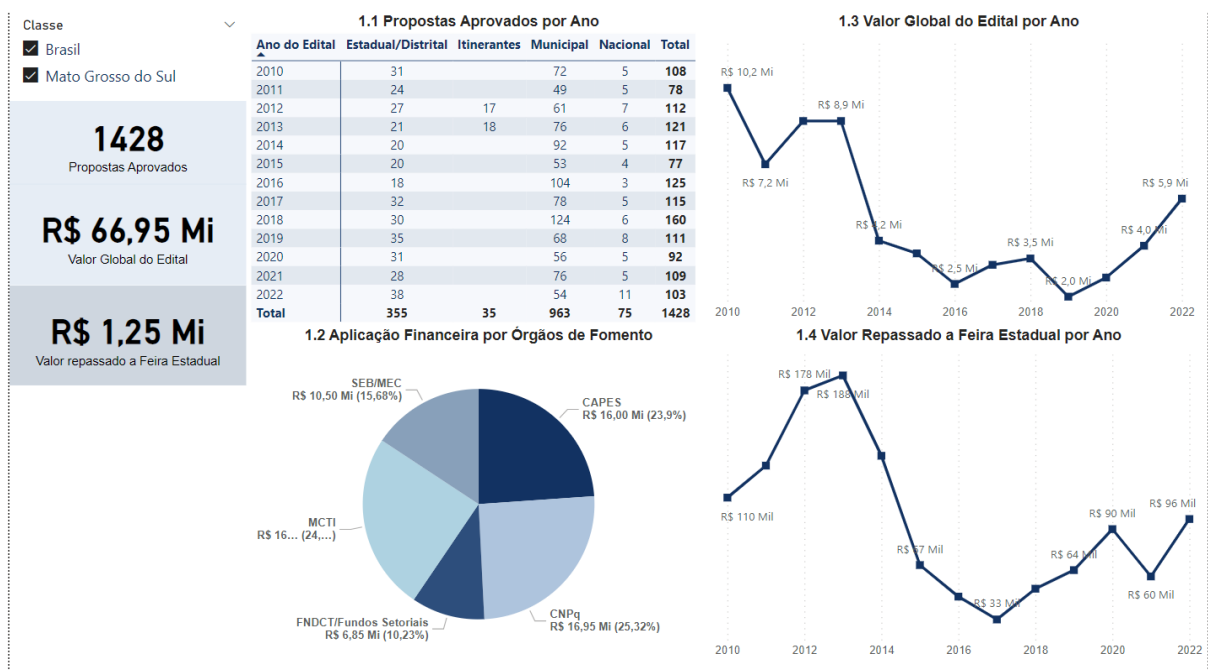 Classe
Brasil
Mato Grosso do Sul
1428
Propostas Aprovados
R$ 66,95 Mi
Valor Global do Edital
R$ 1,25 Mi
Valor repassado a Feira Estadual
1.1 Propostas Aprovados por Ano
Ano do Edital Estadual/Distrital Itinerantes Municipal Nacional Total
2010 31 72 5 108
2011 24 49 5 78
2012 27 17 61 7 112
2013 21 18 76 6 121
2014 20 92 5 117
2015 20 53 4 77
2016 18 104 3 125
2017 32 78 5 115
2018 30 124 6 160
2019 35 68 8 111
2020 31 56 5 92
2021 28 76 5 109
2022 38 54 11 103
Total 355 35 963 75 1428
1.2 Aplicação Financeira por Órgãos de Fomento
SEB/MEC
R$ 10,50 Mi (15,68%)
CAPES
R$ 16,00 Mi (23,9%)
MCTI
R$ 16... (24,...)
FNDCT/Fundos Setoriais
R$ 6,85 Mi (10,23%)
CNPq
R$ 16,95 Mi (25,32%)
1.3 Valor Global do Edital por Ano
R$ 10,2 Mi
R$ 7,2 Mi
R$ 8,9 Mi
R$ 4,2 Mi
R$ 2,5 Mi
R$ 3,5 Mi
R$ 2,0 Mi
R$ 4,0 Mi
R$ 5,9 Mi
2010 2012 2014 2016 2018 2020 2022
1.4 Valor Repassado a Feira Estadual por Ano
R$ 110 Mil
R$ 178 Mil
R$ 188 Mil
R$ 57 Mil
R$ 33 Mil
R$ 64 Mil
R$ 90 Mil
R$ 60 Mil
R$ 96 Mil
2010 2012 2014 2016 2018 2020 2022